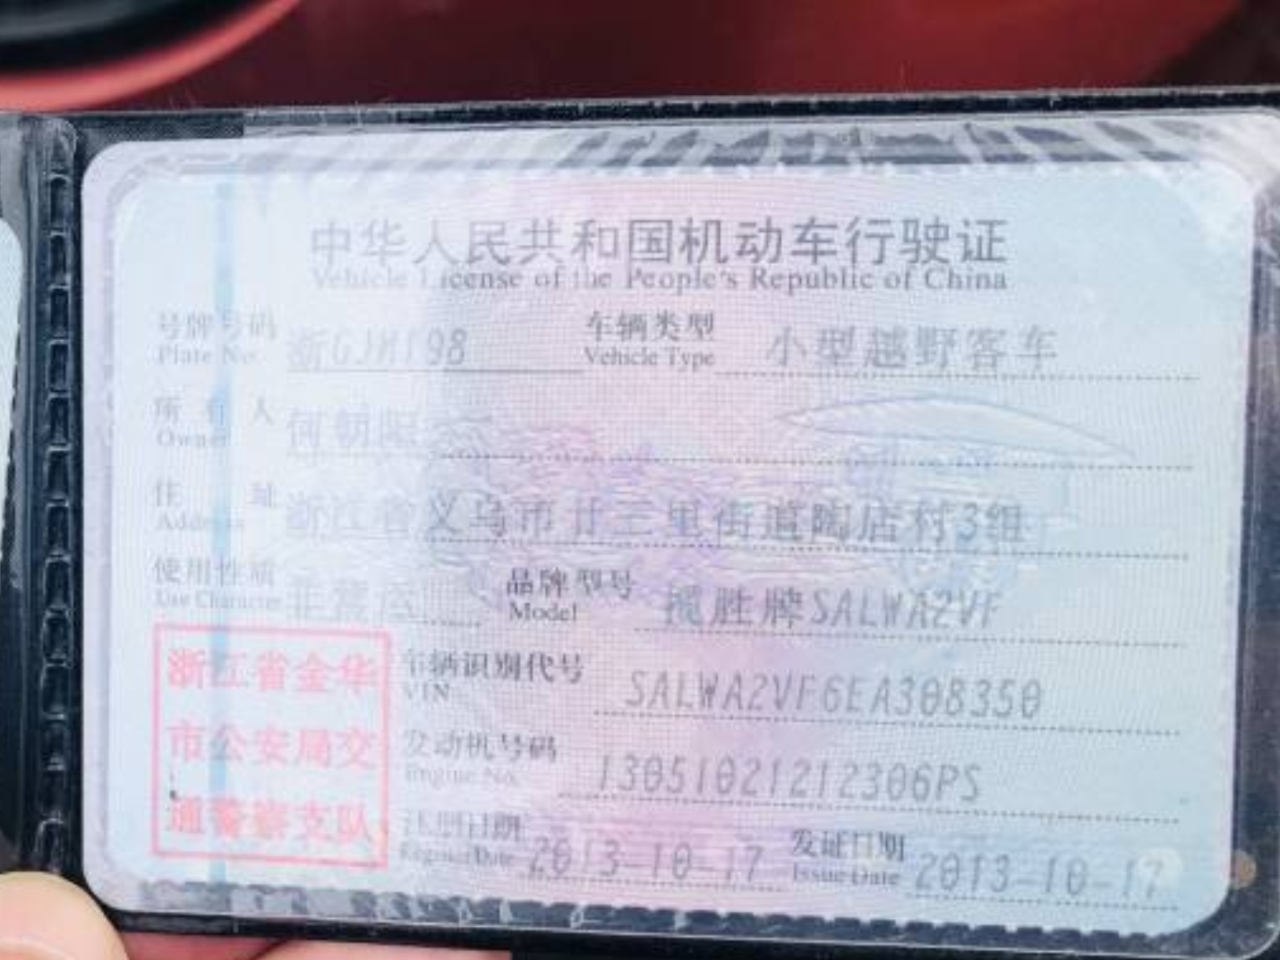 中华人民共和国机动车行驶证
Vehicle License of the People's Republic of China
号牌号码 车辆类型 小型越野客车
Plate No. Vehicle Type
所有人 何朝阳
Owner
住址 浙江省义乌市廿三里街道陶店村3组
Address
使用性质 非营运 品牌型号 揽胜牌SALWA2VF
Use Character Model
浙江省金华
市公安局交
通警察支队
车辆识别代号 SALWA2VF6EA308350
VIN
发动机号码 13051021212306PS
Engine No.
注册日期 2013-10-17 发证日期 2013-10-17
Register Date Issue Date